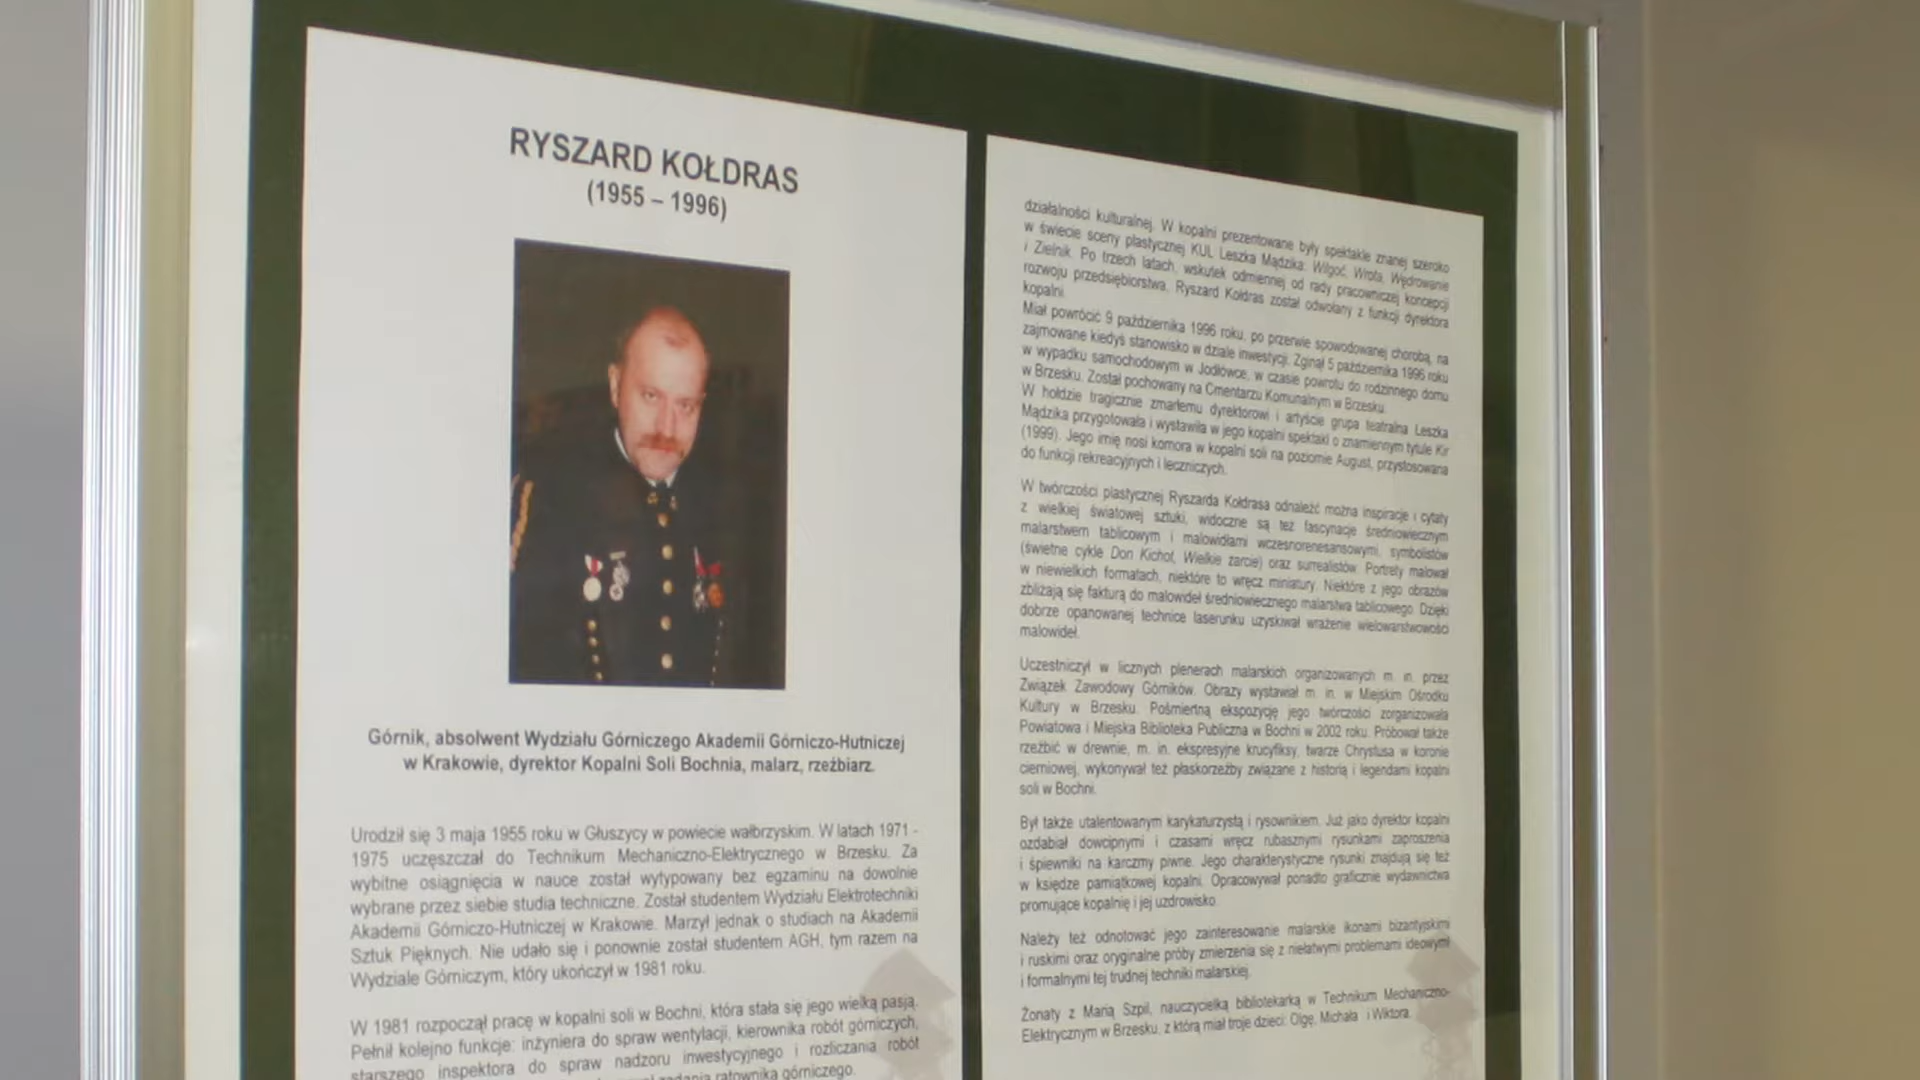 RYSZARD KOŁDRAS
(1955 – 1996)
Górnik, absolwent Wydziału Górniczego Akademii Górniczo-Hutniczej
w Krakowie, dyrektor Kopalni Soli Bochnia, malarz, rzeźbiarz.
Urodził się 3 maja 1955 roku w Głuszycy w powiecie wałbrzyskim. W latach 1971 -
1975 uczęszczał do Technikum Mechaniczno-Elektrycznego w Brzesku. Za
wybitne osiągnięcia w nauce został wytypowany bez egzaminu na dowolnie
wybrane przez siebie studia techniczne. Został studentem Wydziału Elektrotechniki
Akademii Górniczo-Hutniczej w Krakowie. Marzył jednak o studiach na Akademii
Sztuk Pięknych. Nie udało się i ponownie został studentem AGH, tym razem na
Wydziale Górniczym, który ukończył w 1981 roku.
W 1981 rozpoczął pracę w kopalni soli w Bochni, która stała się jego wielką pasją.
Pełnił kolejno funkcje: inżyniera do spraw wentylacji, kierownika robót górniczych,
starszego inspektora do spraw nadzoru inwestycyjnego i rozliczania robót
zadania ratownika górniczego.
działalności kulturalnej. W kopalni prezentowane były spektakle znanej szeroko
w świecie sceny plastycznej KUL Leszka Mądzika: Wilgoć, Wrota, Wędrowanie
i Zielnik. Po trzech latach, wskutek odmiennej od rady pracowniczej koncepcji
rozwoju przedsiębiorstwa, Ryszard Kołdras został odwołany z funkcji dyrektora
kopalni.
Miał powrócić 9 października 1996 roku, po przerwie spowodowanej chorobą, na
zajmowane kiedyś stanowisko w dziale inwestycji. Zginął 5 października 1996 roku
w wypadku samochodowym w Jodłówce, w czasie powrotu do rodzinnego domu
w Brzesku. Został pochowany na Cmentarzu Komunalnym w Brzesku.
W hołdzie tragicznie zmarłemu dyrektorowi i artyście grupa teatralna Leszka
Mądzika przygotowała i wystawiła w jego kopalni spektakl o znamiennym tytule Kir
(1999). Jego imię nosi komora w kopalni soli na poziomie August, przystosowana
do funkcji rekreacyjnych i leczniczych.
W twórczości plastycznej Ryszarda Kołdrasa odnaleźć można inspiracje i cytaty
z wielkiej światowej sztuki, widoczne są też fascynacje średniowiecznym
malarstwem tablicowym i malowidłami wczesnorenesansowymi, symbolistów
(świetne cykle Don Kichot, Wielkie żarcie) oraz surrealistów. Portrety malował
w niewielkich formatach, niektóre to wręcz miniatury. Niektóre z jego obrazów
zbliżają się fakturą do malowideł średniowiecznego malarstwa tablicowego. Dzięki
dobrze opanowanej technice laserunku uzyskiwał wrażenie wielowarstwowości
malowideł.
Uczestniczył w licznych plenerach malarskich organizowanych m. in. przez
Związek Zawodowy Górników. Obrazy wystawiał m. in. w Miejskim Ośrodku
Kultury w Brzesku. Pośmiertną ekspozycję jego twórczości zorganizowała
Powiatowa i Miejska Biblioteka Publiczna w Bochni w 2002 roku. Próbował także
rzeźbić w drewnie, m. in. ekspresyjne krucyfiksy, twarze Chrystusa w koronie
cierniowej, wykonywał też płaskorzeźby związane z historią i legendami kopalni
soli w Bochni.
Był także utalentowanym karykaturzystą i rysownikiem. Już jako dyrektor kopalni
ozdabiał dowcipnymi i czasami wręcz rubasznymi rysunkami zaproszenia
i śpiewniki na karczmy piwne. Jego charakterystyczne rysunki znajdują się też
w księdze pamiątkowej kopalni. Opracowywał ponadto graficznie wydawnictwa
promujące kopalnię i jej uzdrowisko.
Należy też odnotować jego zainteresowanie malarskie ikonami bizantyjskimi
i ruskimi oraz oryginalne próby zmierzenia się z niełatwymi problemami ideowymi
i formalnymi tej trudnej techniki malarskiej.
Żonaty z Marią Szpil, nauczycielką bibliotekarką w Technikum Mechaniczno-
Elektrycznym w Brzesku, z którą miał troje dzieci: Olgę, Michała i Wiktora.